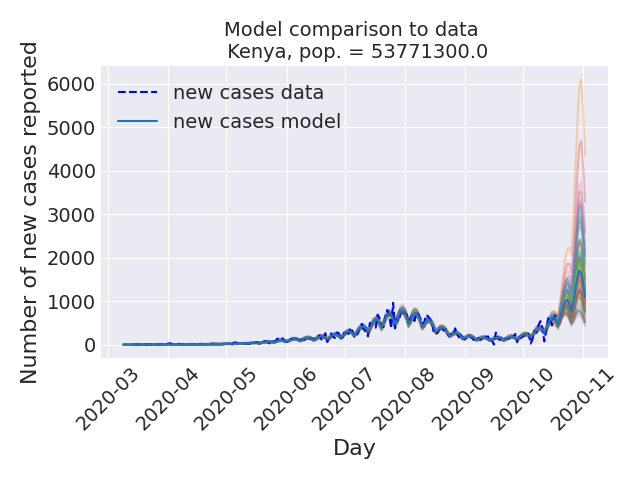 Model comparison to data
Kenya, pop. = 53771300.0
Number of new cases reported
6000
5000
4000
3000
2000
1000
0
new cases data
new cases model
2020-03
2020-04
2020-05
2020-06
2020-07
2020-08
2020-09
2020-10
2020-11
Day